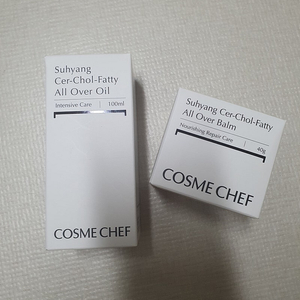 Suhyang
Cer-Chol-Fatty
All Over Oil
Intensive Care | 100ml
COSME CHEF
Suhyang Cer-Chol-Fatty
All Over Balm
Nourishing Repair Care | 40g
COSME CHEF